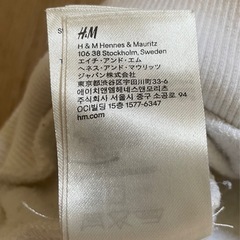 H&M
H & M Hennes & Mauritz
106 38 Stockholm, Sweden
エイチ・アンド・エム
ヘネス・アンド・マウリッツ
ジャパン株式会社
東京都渋谷区宇田川町33-6
에이치앤엠헤네스앤모리츠
주식회사
서울시 중구 소공로 94
OCI빌딩 15층 1577-6347
hm.com